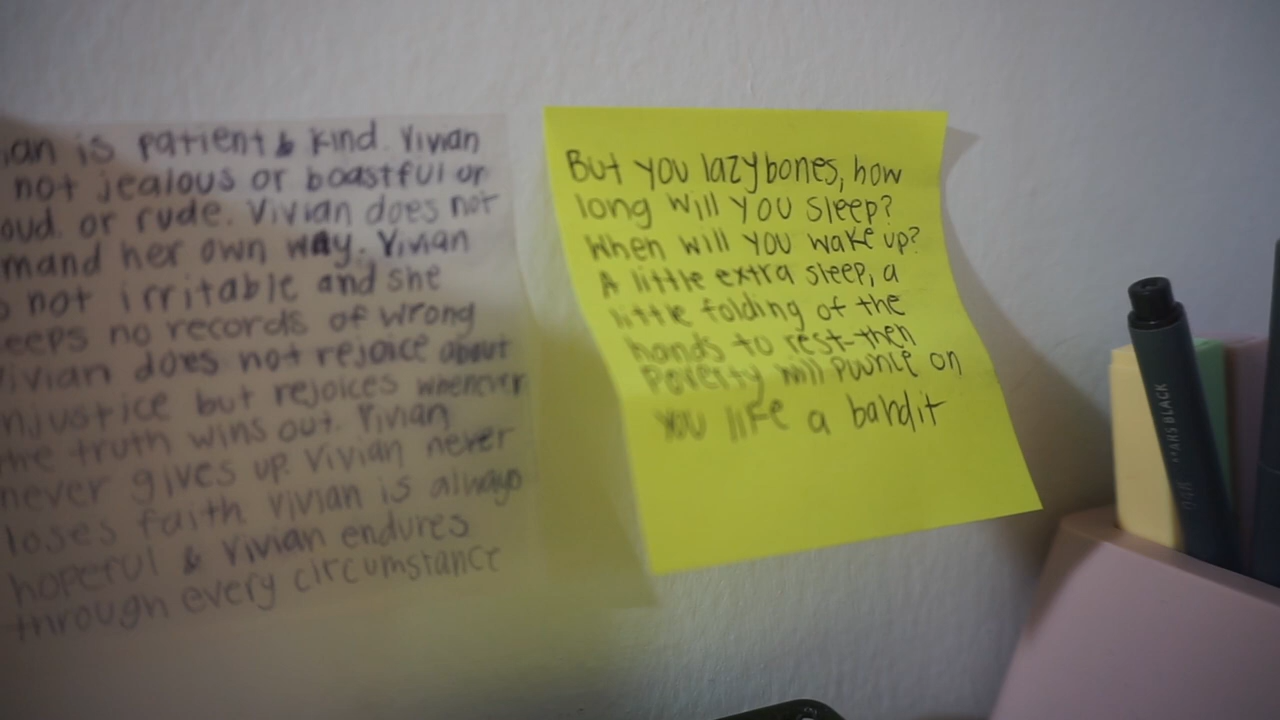 ian is patient & kind. Vivian
not jealous or boastful or
oud. or rude. Vivian does not
mand her own way. Vivian
not irritable and she
eeps no records of wrong
Vivian does not rejoice about
njustice but rejoices whenever
the truth wins out. Vivian
never gives up. Vivian never
loses faith. Vivian is always
hopeful & Vivian endures
through every circumstance
But you lazybones, how
long will you sleep?
When will you wake up?
A little extra sleep, a
little folding of the
hands to rest-then
Poverty will pounce on
you like a bandit
MARS BLACK